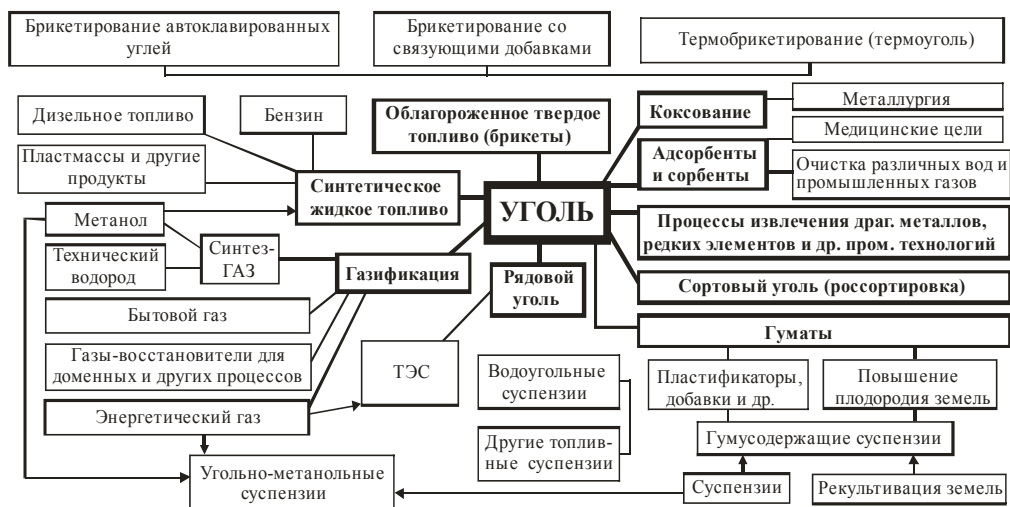 Брикетирование автоклавированных
углей
Брикетирование со
связующими добавками
Термобрикетирование (термоуголь)
Дизельное топливо
Бензин
Облагороженное твердое
топливо (брикеты)
Коксование
Металлургия
Медицинские цели
Пластмассы и другие
продукты
Синтетическое
жидкое топливо
УГОЛЬ
Адсорбенты
и сорбенты
Очистка различных вод и
промышленных газов
Метанол
Процессы извлечения драг. металлов,
редких элементов и др. пром. технологий
Технический
водород
Синтез-
ГАЗ
Газификация
Рядовой
уголь
Сортовый уголь (россортировка)
Бытовой газ
Гуматы
Газы-восстановители для
доменных и других процессов
ТЭС
Водоугольные
суспензии
Пластификаторы,
добавки и др.
Повышение
плодородия земель
Энергетический газ
Другие топлив-
ные суспензии
Гумусодержащие суспензии
Угольно-метанольные
суспензии
Суспензии
Рекультивация земель